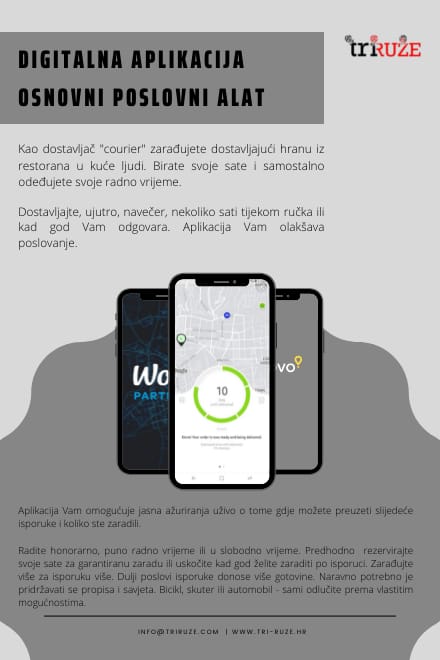 DIGITALNA APLIKACIJA
OSNOVNI POSLOVNI ALAT
triRUŽE
Kao dostavljač "courier" zarađujete dostavljajući hranu iz
restorana u kuće ljudi. Birate svoje sate i samostalno
odeđujete svoje radno vrijeme.
Dostavljajte, ujutro, navečer, nekoliko sati tijekom ručka ili
kad god Vam odgovara. Aplikacija Vam olakšava
poslovanje.
Wo
PARTN
10
OVO
Aplikacija Vam omogućuje jasna ažuriranja uživo o tome gdje možete preuzeti slijedeće
isporuke i koliko ste zaradili.
Radite honorarno, puno radno vrijeme ili u slobodno vrijeme. Predhodno rezervirajte
svoje sate za garantiranu zaradu ili uskočite kad god želite zaraditi po isporuci. Zarađujte
više za isporuku više. Dulji poslovi isporuke donose više gotovine. Naravno potrebno je
pridržavati se propisa i savjeta. Bicikl, skuter ili automobil - sami odlučite prema vlastitim
mogućnostima.
INFO@TRIRUZE.COM | WWW.TRI-RUZE.HR